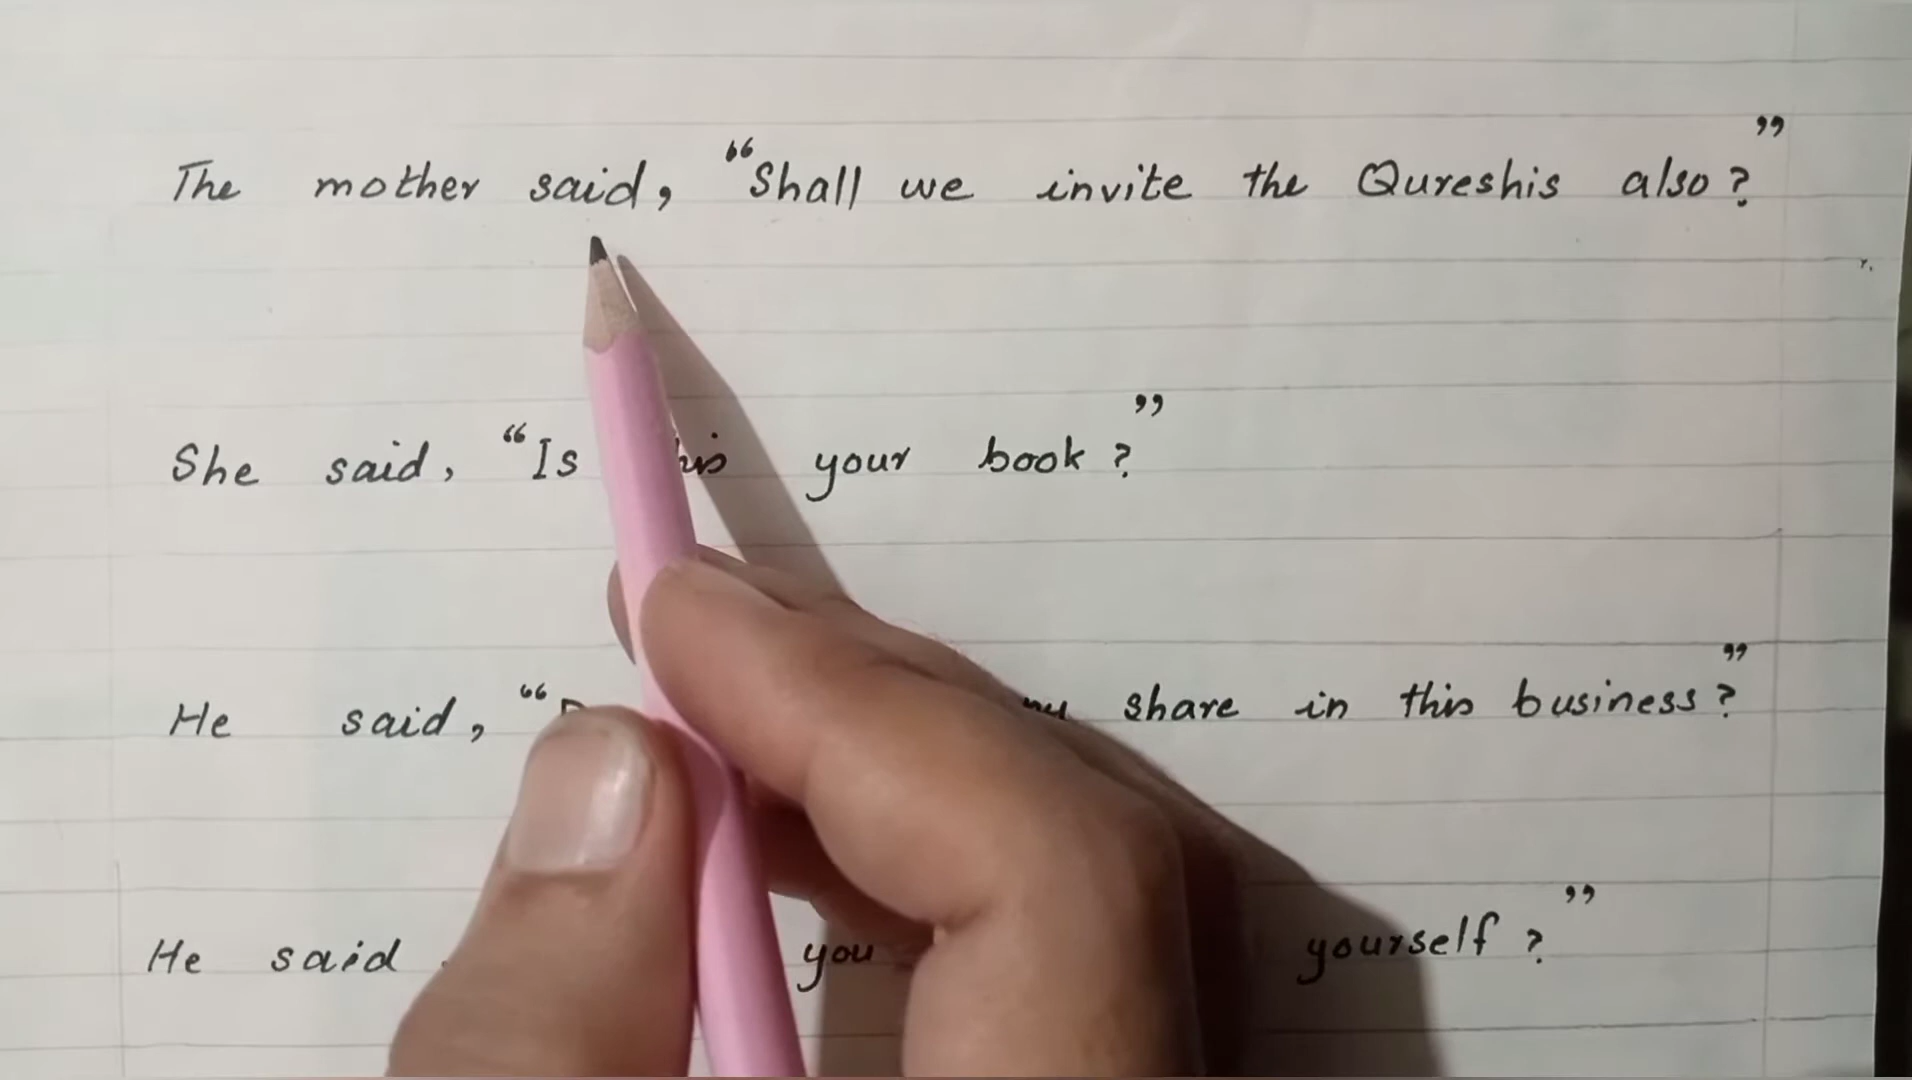 The mother said, “Shall we invite the Qureshis also?”
She said, “Is your book?”
He said, “ share in this business?”
He said you yourself?”